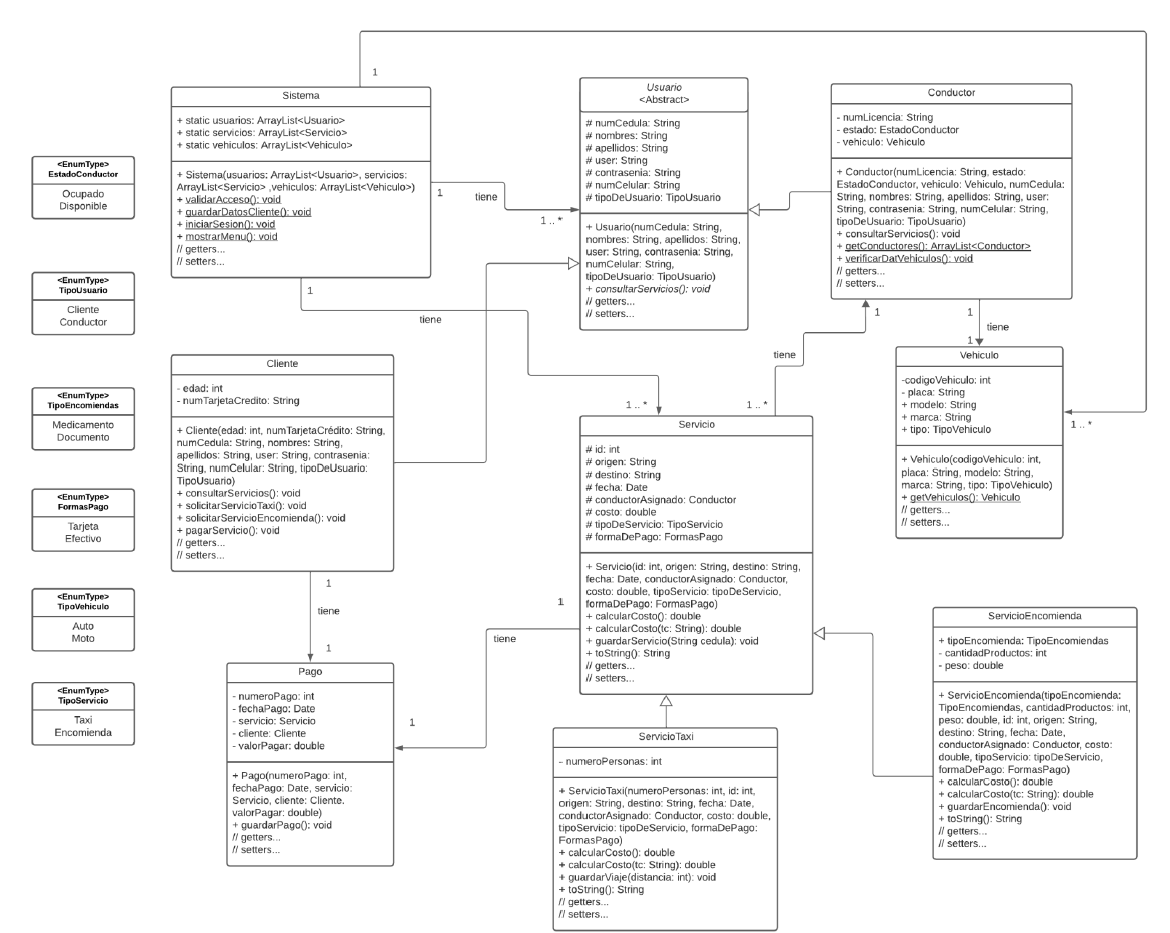 1
Sistema
+ static usuarios: ArrayList<Usuario>
+ static servicios: ArrayList<Servicio>
+ static vehiculos: ArrayList<Vehiculo>
+ Sistema(usuarios: ArrayList<Usuario>, servicios:
ArrayList<Servicio> ,vehiculos: ArrayList<Vehiculo>)
+ validarAcceso(): void
+ guardarDatosCliente(): void
+ iniciarSesion(): void
+ mostrarMenu(): void
// getters...
// setters...
1
tiene
1 .. *
Usuario
<Abstract>
# numCedula: String
# nombres: String
# apellidos: String
# user: String
# contrasenia: String
# numCelular: String
# tipoDeUsuario: TipoUsuario
+ Usuario(numCedula: String,
nombres: String, apellidos: String,
user: String, contrasenia: String,
numCelular: String,
tipoDeUsuario: TipoUsuario)
+ consultarServicios(): void
// getters...
// setters...
Conductor
- numLicencia: String
- estado: EstadoConductor
- vehiculo: Vehiculo
+ Conductor(numLicencia: String, estado:
EstadoConductor, vehiculo: Vehiculo, numCedula:
String, nombres: String, apellidos: String, user:
String, contrasenia: String, numCelular: String,
tipoDeUsuario: TipoUsuario)
+ consultarServicios(): void
+ getConductores(): ArrayList<Conductor>
+ verificarDatVehiculos(): void
// getters...
// setters...
<EnumType>
EstadoConductor
Ocupado
Disponible
<EnumType>
TipoUsuario
Cliente
Conductor
<EnumType>
TipoEncomiendas
Medicamento
Documento
<EnumType>
FormasPago
Tarjeta
Efectivo
<EnumType>
TipoVehiculo
Auto
Moto
<EnumType>
TipoServicio
Taxi
Encomienda
1
tiene
1 .. *
1
tiene
1 .. *
1
tiene
1
Cliente
- edad: int
- numTarjetaCredito: String
+ Cliente(edad: int, numTarjetaCrédito: String,
numCedula: String, nombres: String,
apellidos: String, user: String, contrasenia:
String, numCelular: String, tipoDeUsuario:
TipoUsuario)
+ consultarServicios(): void
+ solicitarServicioTaxi(): void
+ solicitarServicioEncomienda(): void
+ pagarServicio(): void
// getters...
// setters...
Vehiculo
-codigoVehiculo: int
- placa: String
+ modelo: String
+ marca: String
+ tipo: TipoVehiculo
+ Vehiculo(codigoVehiculo: int,
placa: String, modelo: String,
marca: String, tipo: TipoVehiculo)
+ getVehiculos(): Vehiculo
// getters...
// setters...
1 .. *
Servicio
# id: int
# origen: String
# destino: String
# fecha: Date
# conductorAsignado: Conductor
# costo: double
# tipoDeServicio: TipoServicio
# formaDePago: FormasPago
+ Servicio(id: int, origen: String, destino: String,
fecha: Date, conductorAsignado: Conductor,
costo: double, tipoServicio: tipoDeServicio,
formaDePago: FormasPago)
+ calcularCosto(): double
+ calcularCosto(tc: String): double
+ guardarServicio(String cedula): void
+ toString(): String
// getters...
// setters...
1
tiene
1
1
tiene
1
Pago
- numeroPago: int
- fechaPago: Date
- servicio: Servicio
- cliente: Cliente
- valorPagar: double
+ Pago(numeroPago: int,
fechaPago: Date, servicio:
Servicio, cliente: Cliente.
valorPagar: double)
+ guardarPago(): void
// getters...
// setters...
ServicioEncomienda
+ tipoEncomienda: TipoEncomiendas
- cantidadProductos: int
- peso: double
+ ServicioEncomienda(tipoEncomienda:
TipoEncomiendas, cantidadProductos: int,
peso: double, id: int, origen: String,
destino: String, fecha: Date,
conductorAsignado: Conductor, costo:
double, tipoServicio: tipoDeServicio,
formaDePago: FormasPago)
+ calcularCosto(): double
+ calcularCosto(tc: String): double
+ guardarEncomienda(): void
+ toString(): String
// getters...
// setters...
ServicioTaxi
- numeroPersonas: int
+ ServicioTaxi(numeroPersonas: int, id: int,
origen: String, destino: String, fecha: Date,
conductorAsignado: Conductor, costo: double,
tipoServicio: tipoDeServicio, formaDePago:
FormasPago)
+ calcularCosto(): double
+ calcularCosto(tc: String): double
+ guardarViaje(distancia: int): void
+ toString(): String
// getters...
// setters...